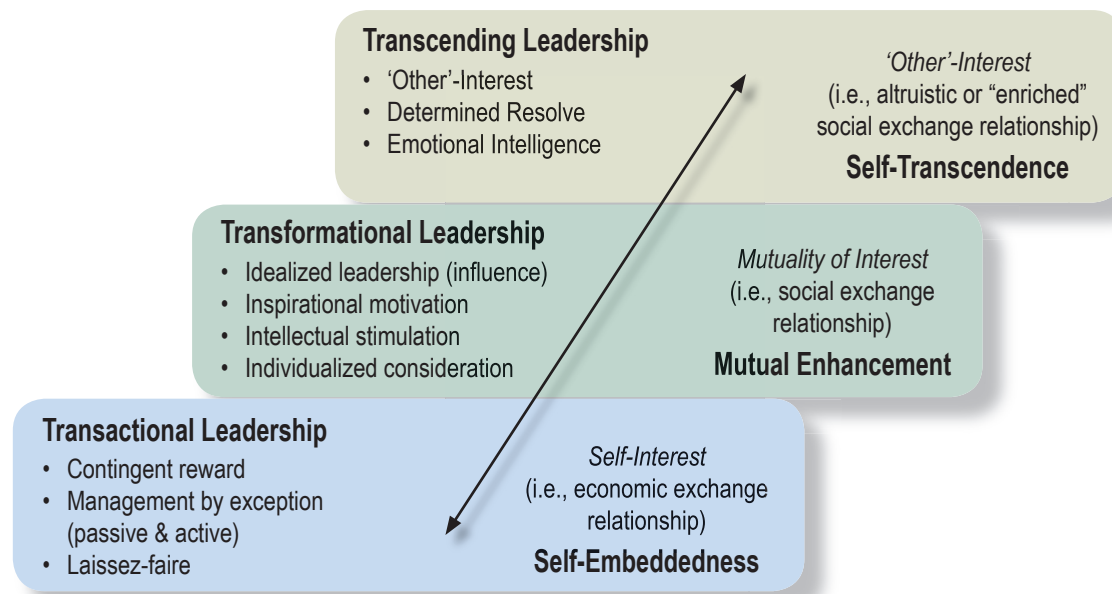 Transcending Leadership
• ‘Other’-Interest
• Determined Resolve
• Emotional Intelligence
‘Other’-Interest
(i.e., altruistic or “enriched”
social exchange relationship)
Self-Transcendence
Transformational Leadership
• Idealized leadership (influence)
• Inspirational motivation
• Intellectual stimulation
• Individualized consideration
Mutuality of Interest
(i.e., social exchange
relationship)
Mutual Enhancement
Transactional Leadership
• Contingent reward
• Management by exception
(passive & active)
• Laissez-faire
Self-Interest
(i.e., economic exchange
relationship)
Self-Embeddedness